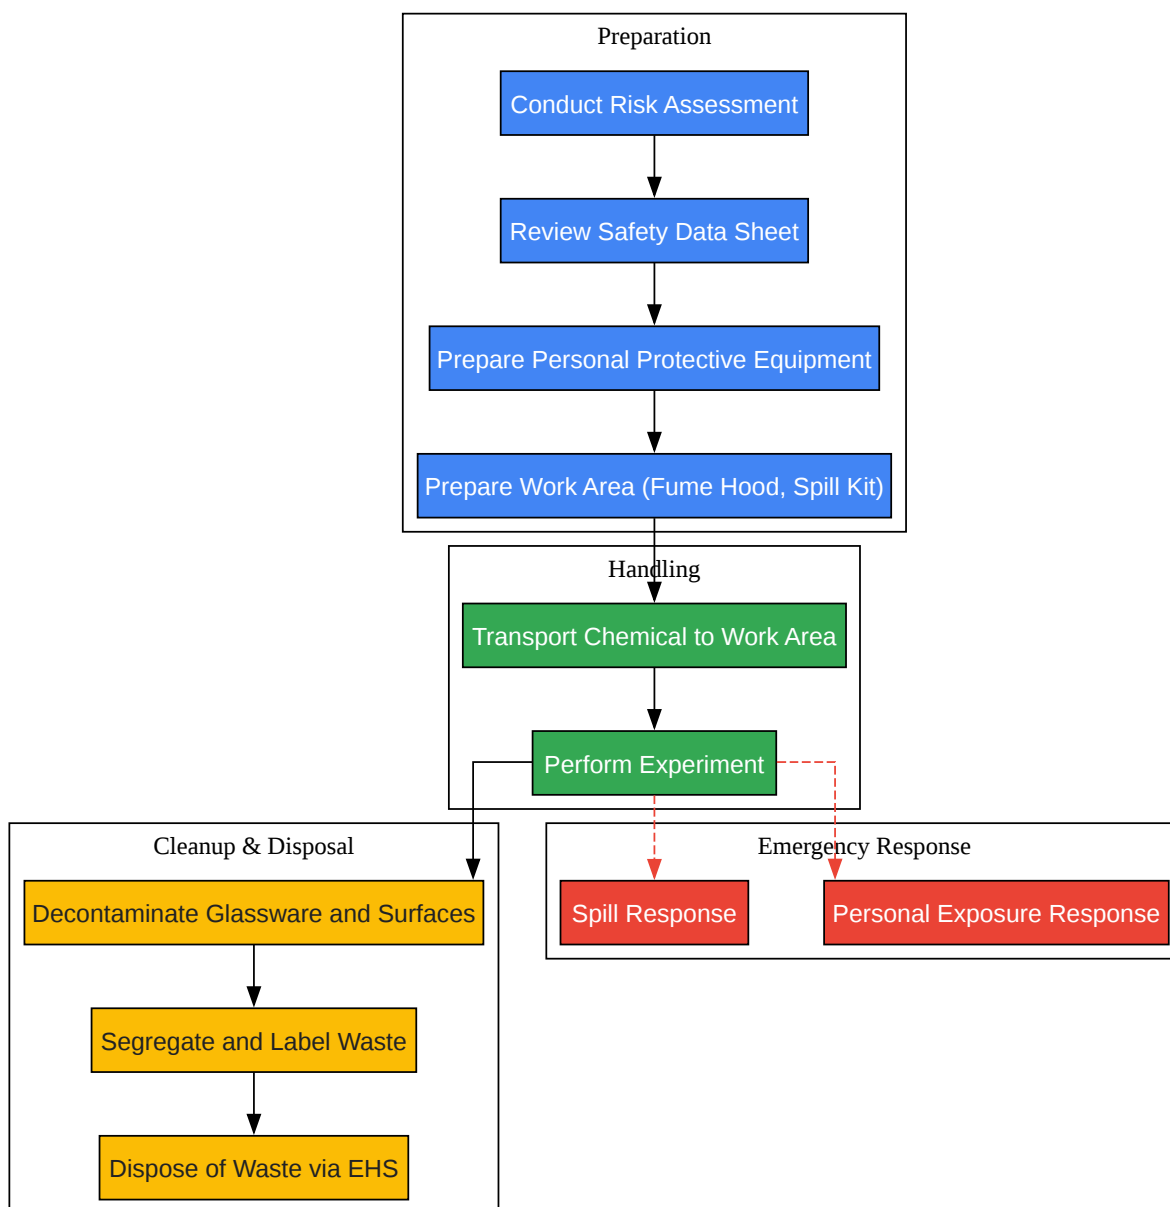 Preparation
Conduct Risk Assessment
Review Safety Data Sheet
Prepare Personal Protective Equipment
Prepare Work Area (Fume Hood, Spill Kit)
Handling
Transport Chemical to Work Area
Perform Experiment
Cleanup & Disposal
Decontaminate Glassware and Surfaces
Segregate and Label Waste
Dispose of Waste via EHS
Emergency Response
Spill Response
Personal Exposure Response